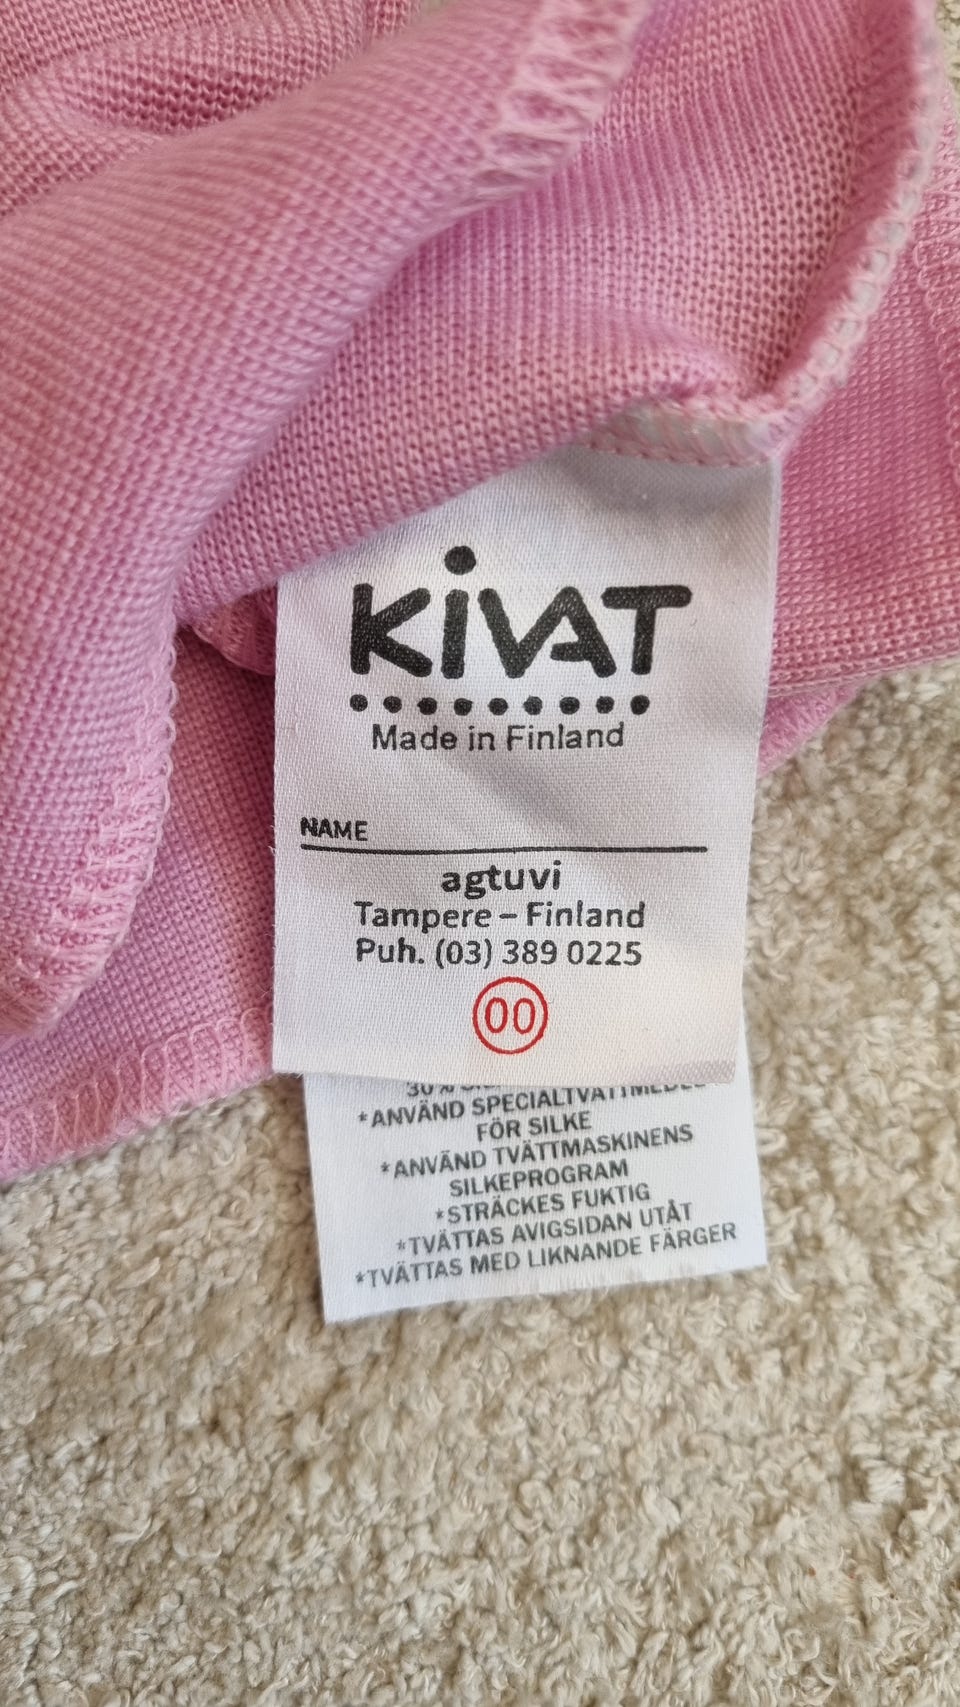 KiVAT
Made in Finland
NAME
agtuvi
Tampere – Finland
Puh. (03) 389 0225
00
30%
*ANVÄND SPECIALTVÄTTMEDEL
FÖR SILKE
*ANVÄND TVÄTTMASKINENS
SILKEPROGRAM
*STRÄCKES FUKTIG
*TVÄTTAS AVIGSIDAN UTÅT
*TVÄTTAS MED LIKNANDE FÄRGER